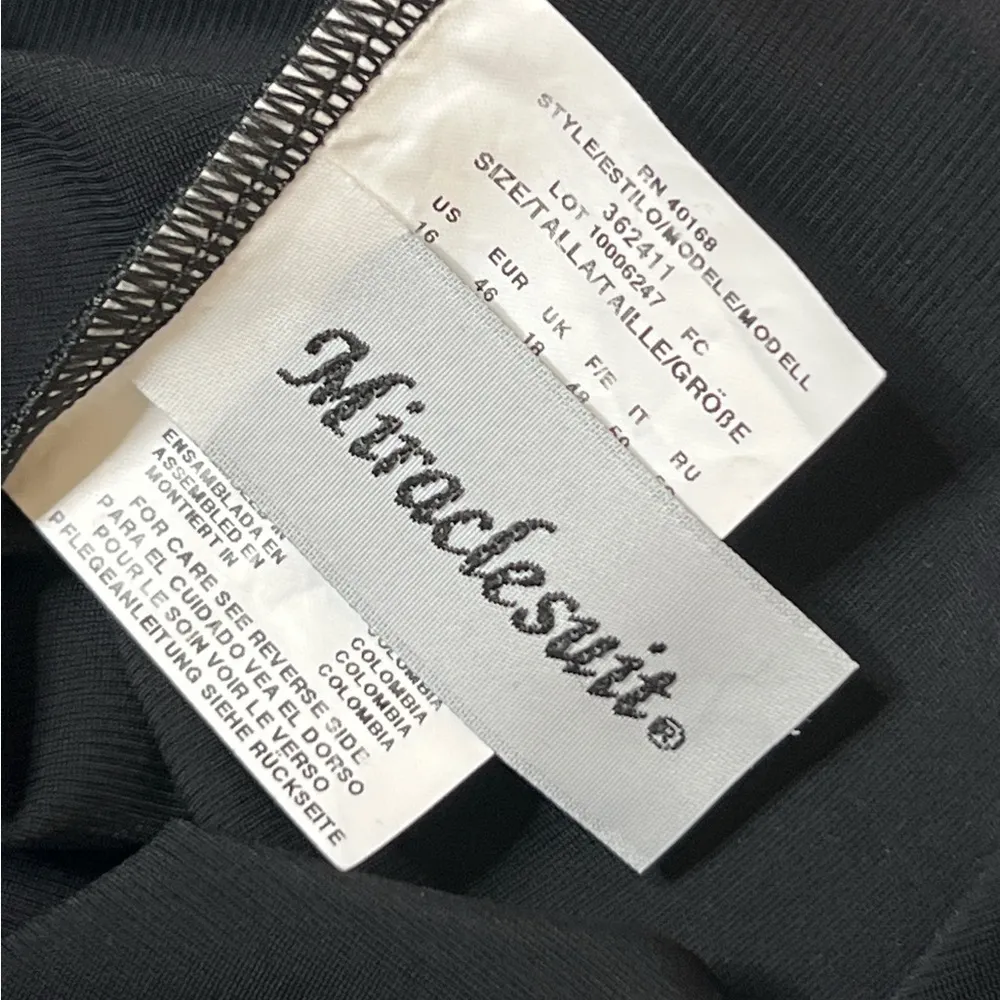 RN 40168
STYLE/ESTILO/MODELE/MODELL
362411
LOT 10006247 FC
SIZE/TALLA/TAILLE/GRÖßE
US EUR UK F/E IT RU
16 46 18 48
Miraclesuit®
ENSAMBLADA EN COLOMBIA
ASSEMBLED EN COLOMBIA
MONTIERT IN COLOMBIA
FOR CARE SEE REVERSE SIDE
PARA EL CUIDADO VEA EL DORSO
POUR LE SOIN VOIR LE VERSO
PFLEGEANLEITUNG SIEHE RÜCKSEITE